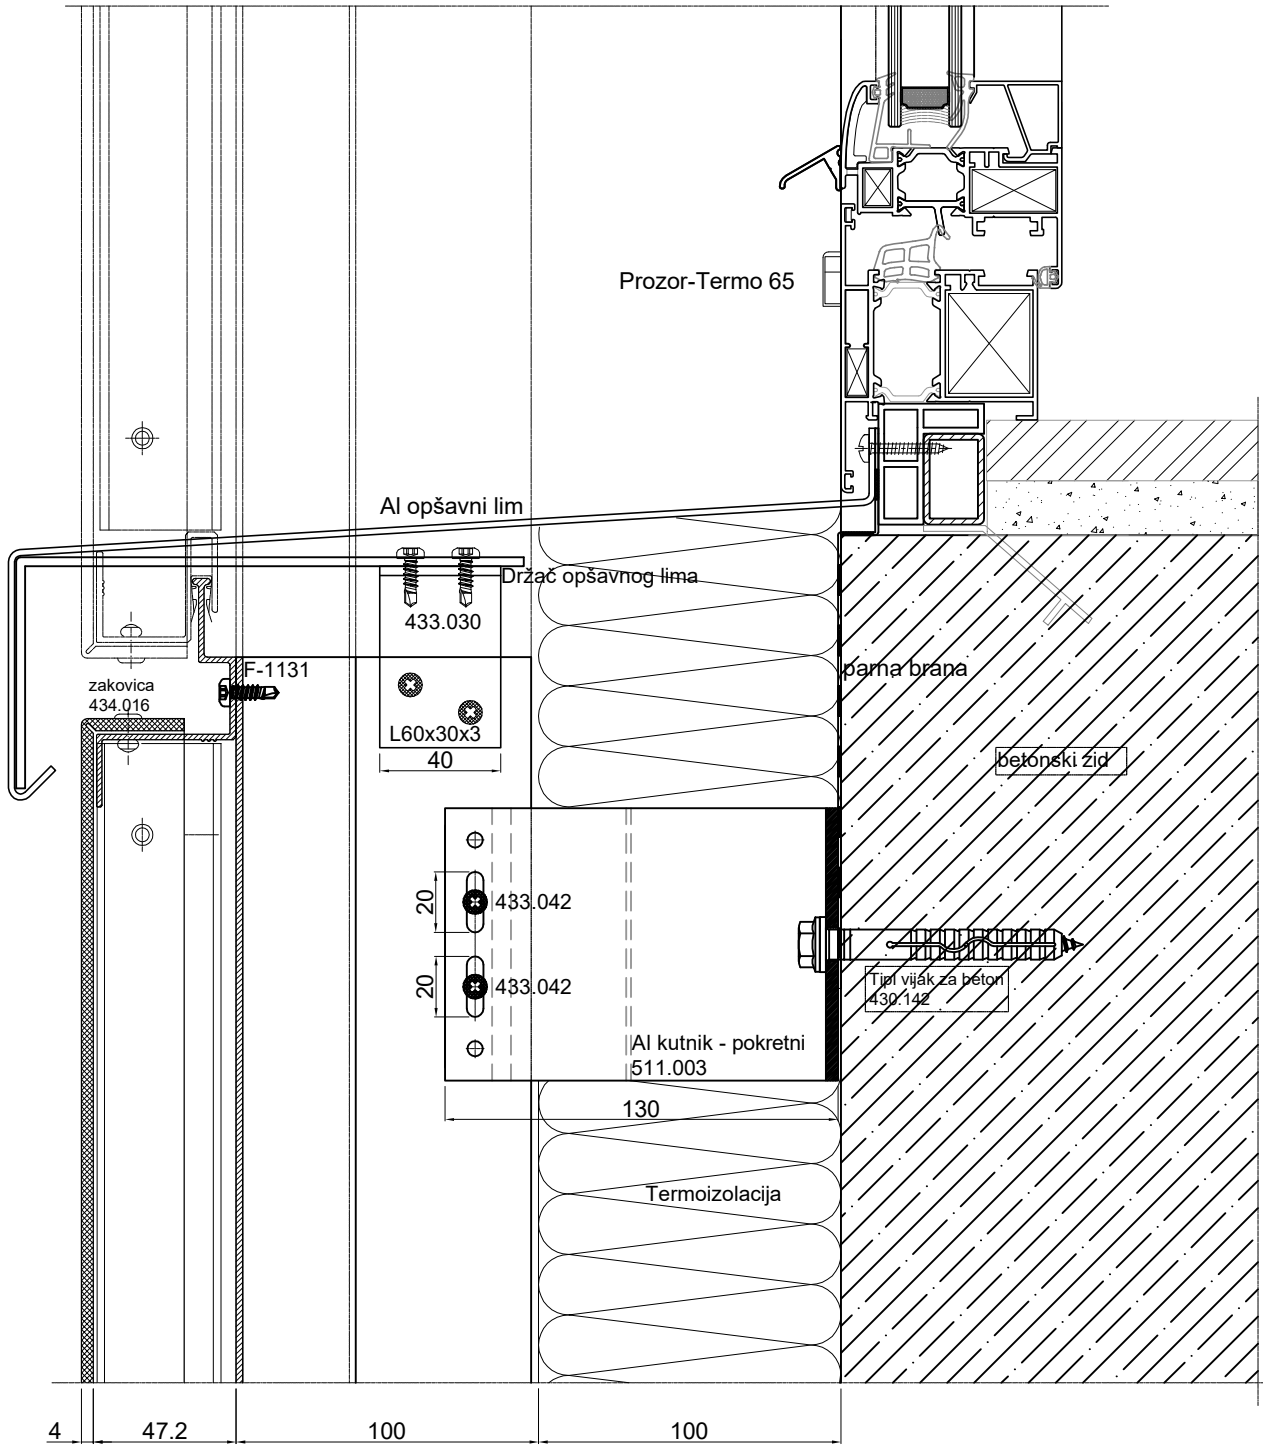 Prozor-Termo 65
Al opšavni lim
Držač opšavnog lima
433.030
parna brana
F-1131
zakovica
434.016
L60x30x3
40
betonski zid
20
433.042
20
433.042
Tipl vijak za beton
430.142
Al kutnik - pokretni
511.003
130
Termoizolacija
4
47.2
100
100